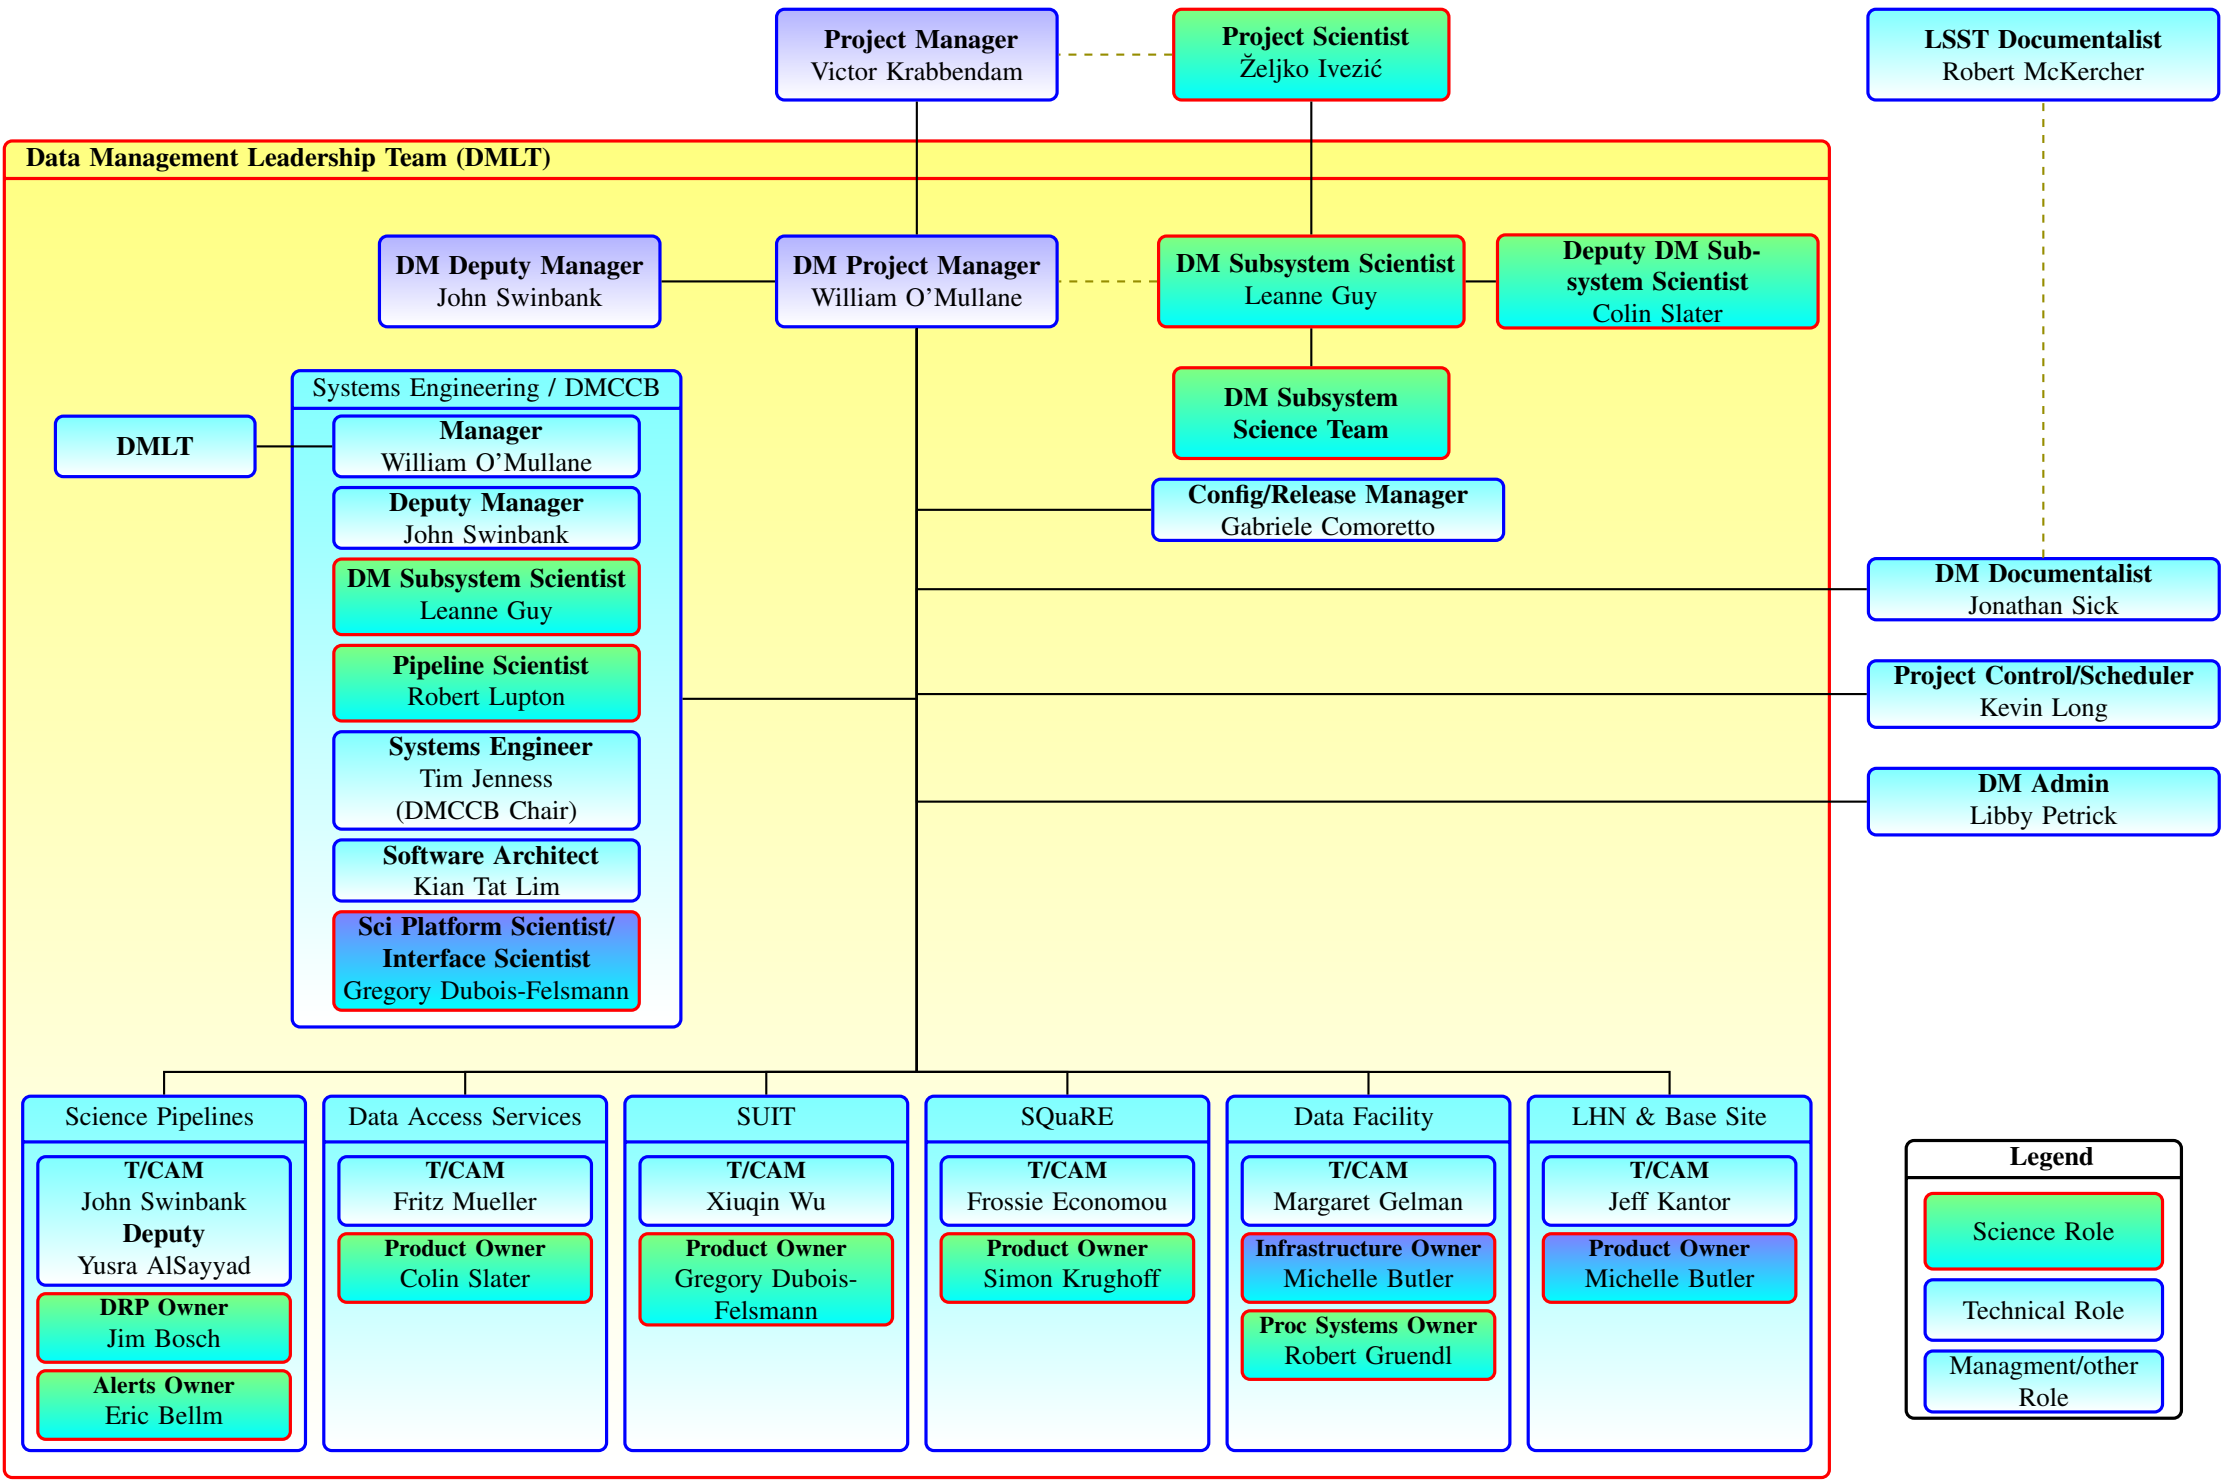 Project Manager
Victor Krabbendam
Project Scientist
Željko Ivezić
LSST Documentalist
Robert McKercher
Data Management Leadership Team (DMLT)
DM Deputy Manager
John Swinbank
DM Project Manager
William O'Mullane
DM Subsystem Scientist
Leanne Guy
Deputy DM Sub-
system Scientist
Colin Slater
DM Subsystem
Science Team
DMLT
Systems Engineering / DMCCB
Manager
William O'Mullane
Deputy Manager
John Swinbank
DM Subsystem Scientist
Leanne Guy
Pipeline Scientist
Robert Lupton
Systems Engineer
Tim Jenness
(DMCCB Chair)
Software Architect
Kian Tat Lim
Sci Platform Scientist/
Interface Scientist
Gregory Dubois-Felsmann
Config/Release Manager
Gabriele Comoretto
DM Documentalist
Jonathan Sick
Project Control/Scheduler
Kevin Long
DM Admin
Libby Petrick
Science Pipelines
T/CAM
John Swinbank
Deputy
Yusra AlSayyad
DRP Owner
Jim Bosch
Alerts Owner
Eric Bellm
Data Access Services
T/CAM
Fritz Mueller
Product Owner
Colin Slater
SUIT
T/CAM
Xiuqin Wu
Product Owner
Gregory Dubois-
Felsmann
SQuaRE
T/CAM
Frossie Economou
Product Owner
Simon Krughoff
Data Facility
T/CAM
Margaret Gelman
Infrastructure Owner
Michelle Butler
Proc Systems Owner
Robert Gruendl
LHN & Base Site
T/CAM
Jeff Kantor
Product Owner
Michelle Butler
Legend
Science Role
Technical Role
Managment/other
Role